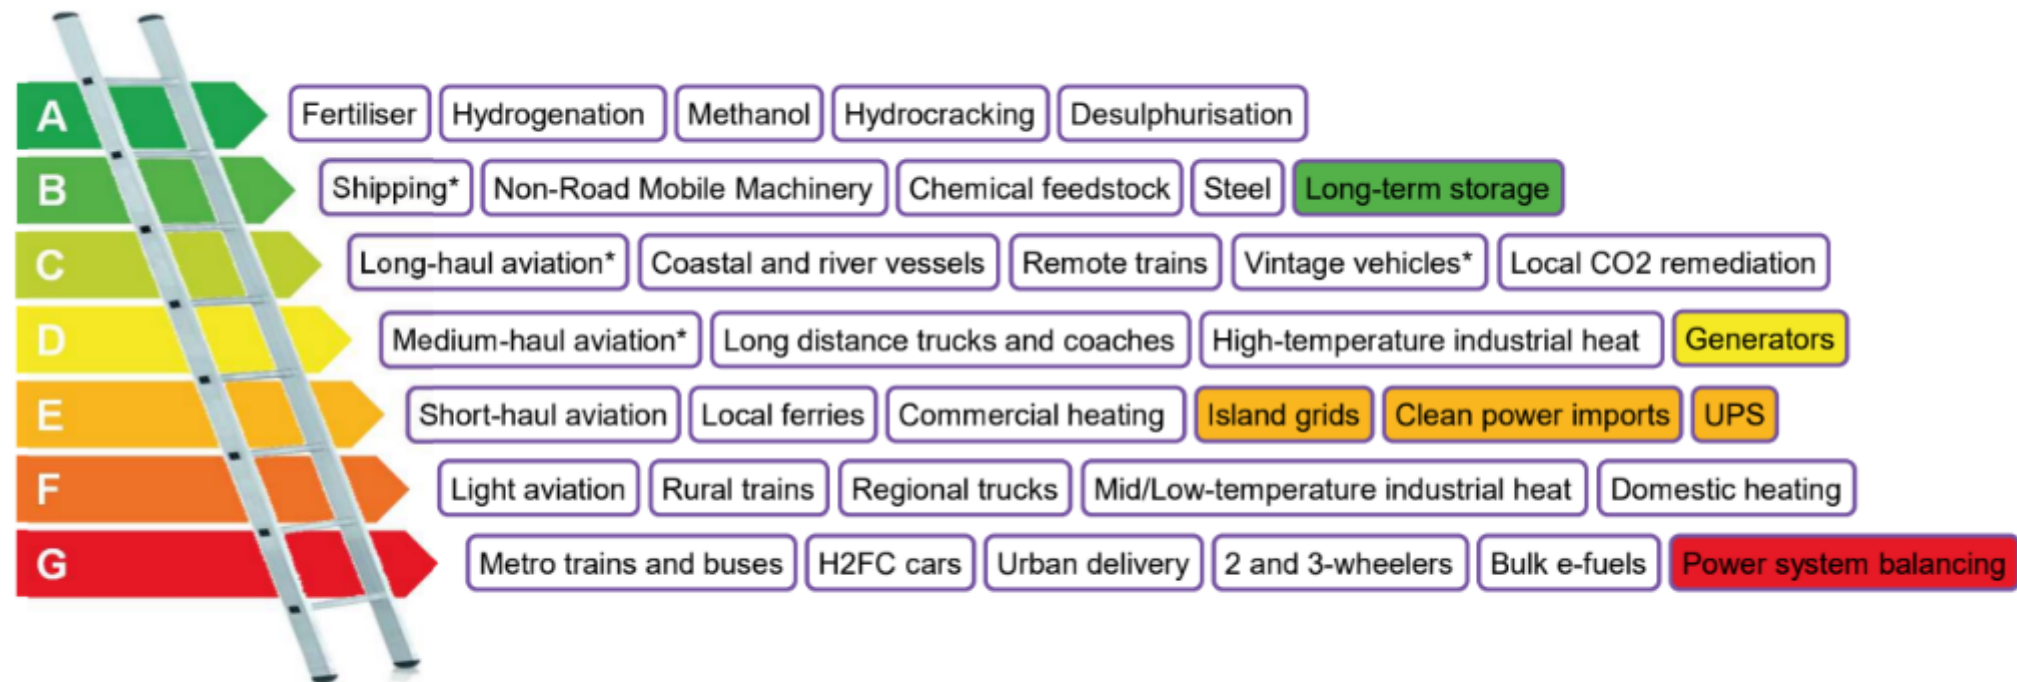 A Fertiliser Hydrogenation Methanol Hydrocracking Desulphurisation
B Shipping* Non-Road Mobile Machinery Chemical feedstock Steel Long-term storage
C Long-haul aviation* Coastal and river vessels Remote trains Vintage vehicles* Local CO2 remediation
D Medium-haul aviation* Long distance trucks and coaches High-temperature industrial heat Generators
E Short-haul aviation Local ferries Commercial heating Island grids Clean power imports UPS
F Light aviation Rural trains Regional trucks Mid/Low-temperature industrial heat Domestic heating
G Metro trains and buses H2FC cars Urban delivery 2 and 3-wheelers Bulk e-fuels Power system balancing